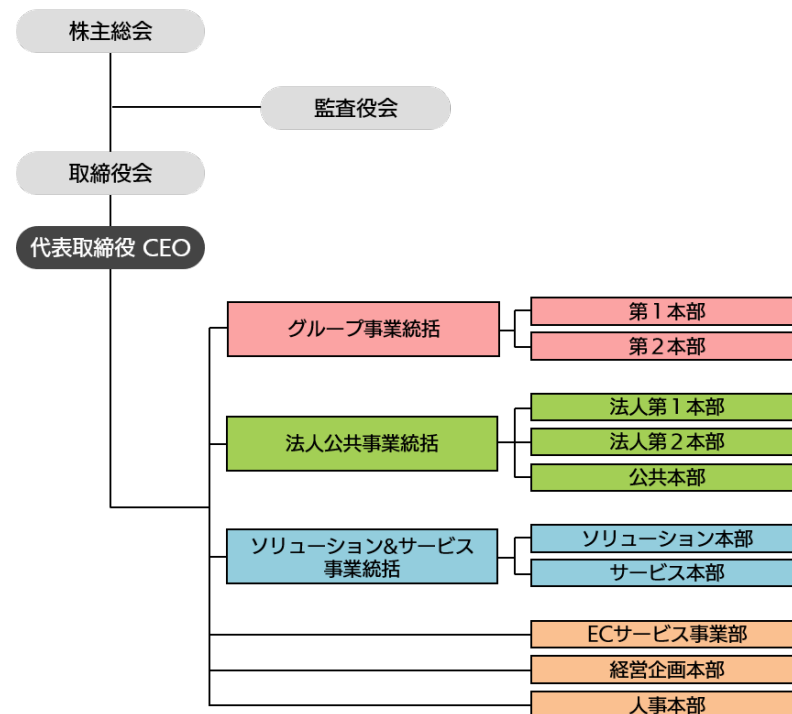 株主総会
監査役会
取締役会
代表取締役 CEO
グループ事業統括
第1本部
第2本部
法人公共事業統括
法人第1本部
法人第2本部
公共本部
ソリューション&サービス
事業統括
ソリューション本部
サービス本部
ECサービス事業部
経営企画本部
人事本部